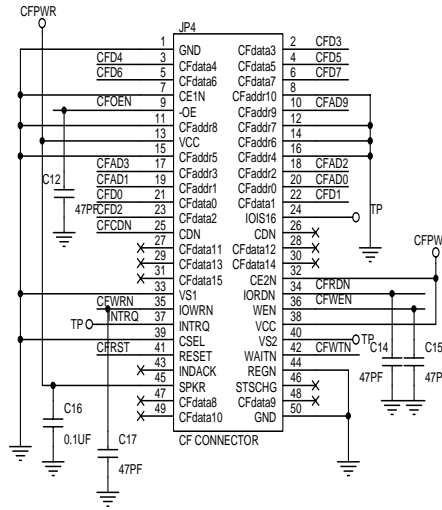 CFPWR
JP4
1 GND CFdata3 2 CFD3
CFD4 3 CFdata4 CFdata5 4 CFD5
CFD6 5 CFdata6 CFdata7 6 CFD7
7 CE1N CFaddr10 8
CFOEN 9 -OE CFaddr9 10 CFAD9
11 CFaddr8 CFaddr7 12
13 VCC CFaddr6 14
15 CFaddr5 CFaddr4 16
CFAD3 17 CFaddr3 CFaddr2 18 CFAD2
C12 CFAD1 19 CFaddr1 CFaddr0 20 CFAD0
47PF CFD0 21 CFdata0 CFdata1 22 CFD1
CFD2 23 CFdata2 IOIS16 24 TP
CFCDN 25 CDN CDN 26
27 CFdata11 CFdata12 28
29 CFdata13 CFdata14 30
31 CFdata15 CE2N 32
CFPW
33 VS1 IORDN 34 CFRDN
CFWRN 35 IOWRN WEN 36 CFWEN
TP INTRQ 37 INTRQ VCC 38
39 CSEL VS2 40 TP
CFRST 41 RESET WAITN 42 CFWTN
C14 C15
43 INDACK REGN 44
47PF 47P
45 SPKR STSCHG 46
47 CFdata8 CFdata9 48
49 CFdata10 GND 50
C16
0.1UF
C17
47PF
CF CONNECTOR